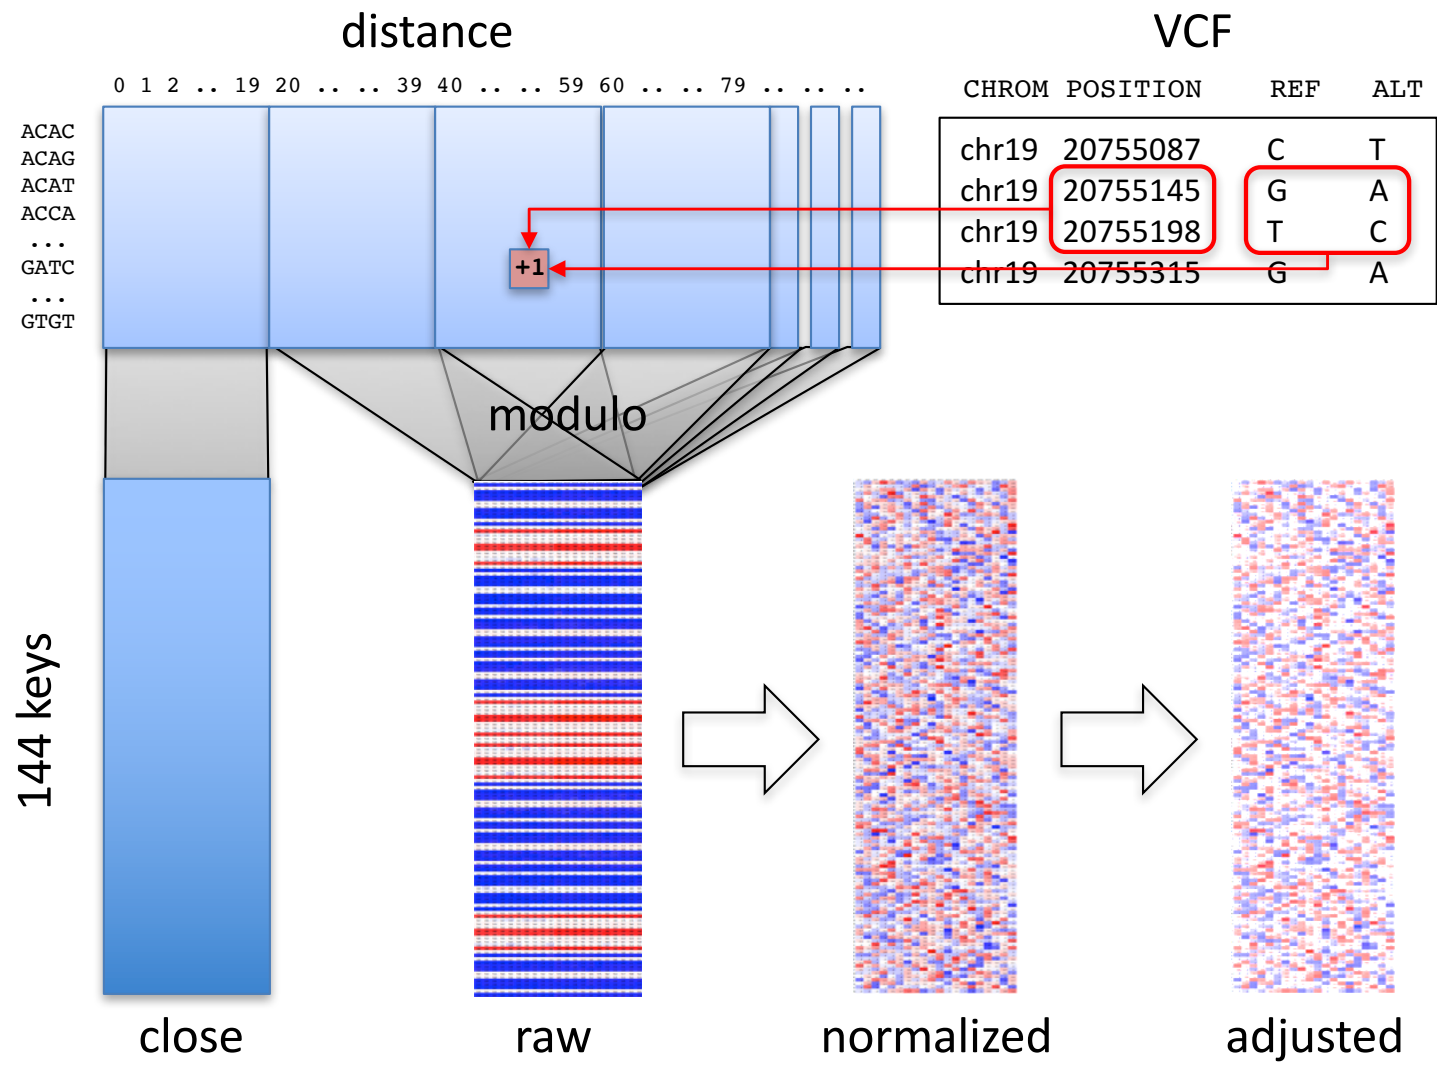 distance
VCF
0 1 2 .. 19 20 .. .. 39 40 .. .. 59 60 .. .. 79 .. .. ..
CHROM POSITION REF ALT
ACAC
ACAG
ACAT
ACCA
...
GATC
...
GTGT
+1
chr19 20755087 C T
chr19 20755145 G A
chr19 20755198 T C
chr19 20755315 G A
modulo
144 keys
close
raw
normalized
adjusted